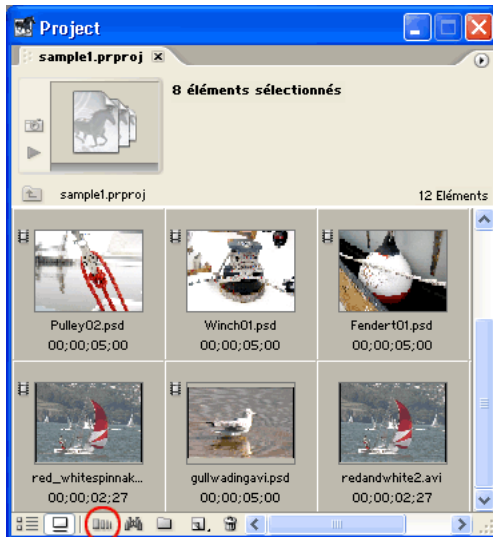 Project
sample1.prproj
8 éléments sélectionnés
sample1.prproj
12 Eléments
Pulley02.psd
00;00;05;00
Winch01.psd
00;00;05;00
Fendert01.psd
00;00;05;00
red_whitespinnak...
00;00;02;27
gullwadingavi.psd
00;00;05;00
redandwhite2.avi
00;00;02;27